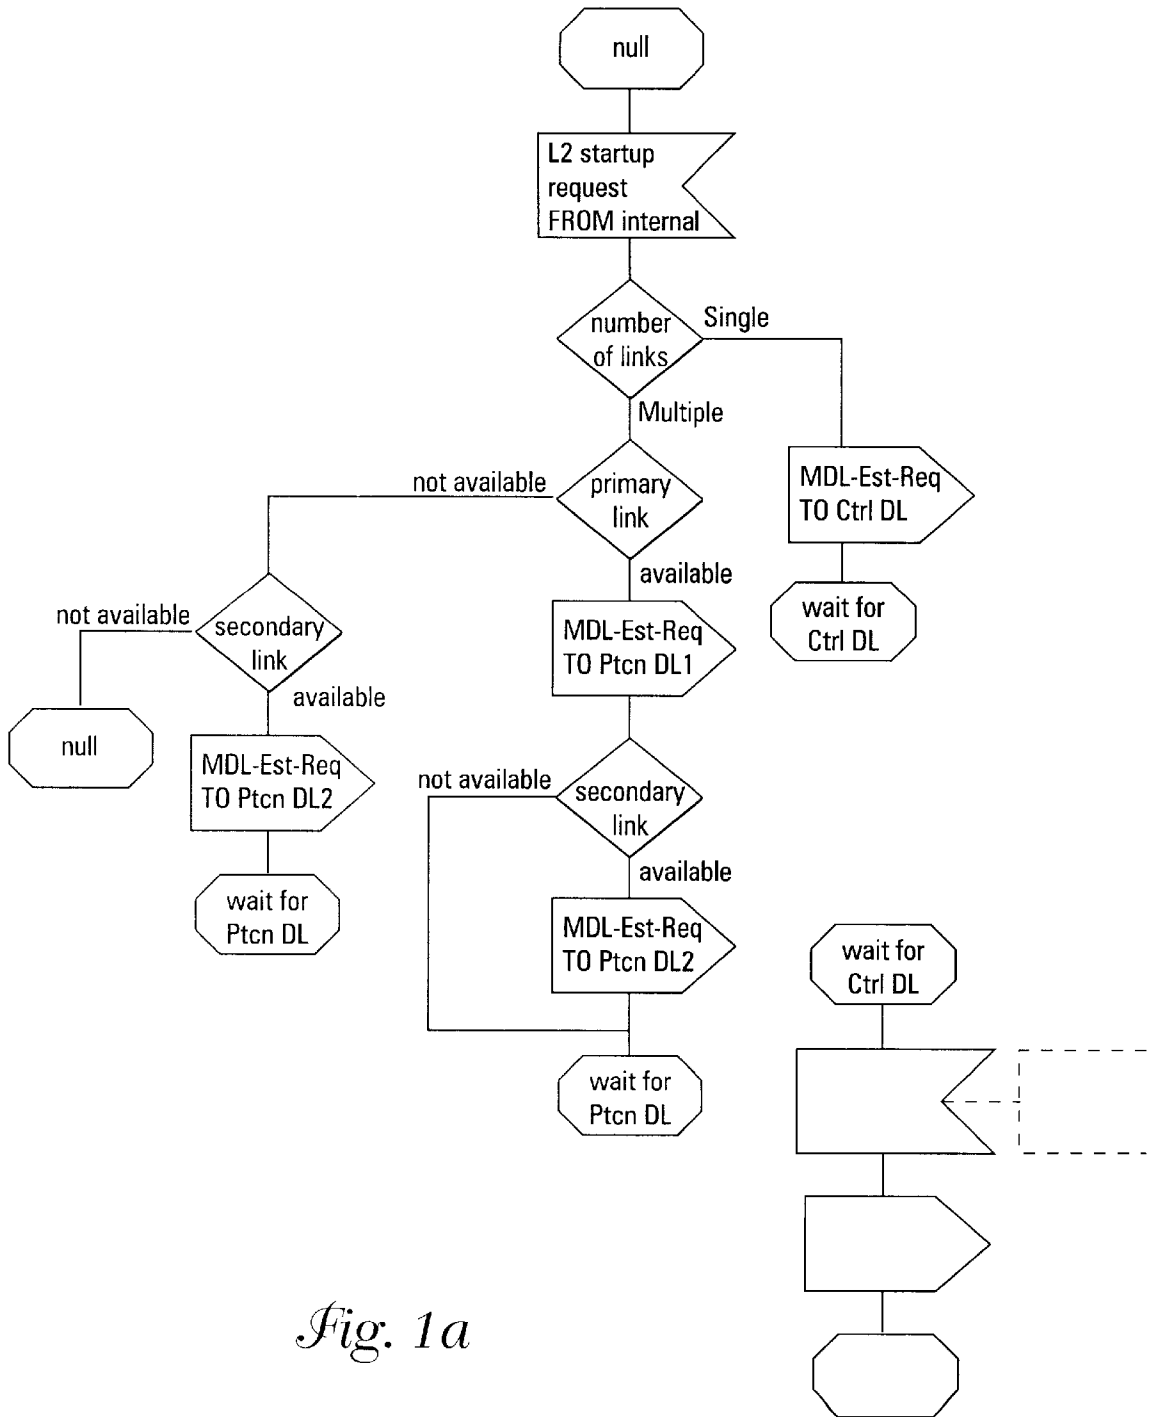 null
L2 startup
request
FROM internal
number
of links
Single
Multiple
not available
primary
link
MDL-Est-Req
TO Ctrl DL
available
wait for
Ctrl DL
not available
secondary
link
MDL-Est-Req
TO Ptcn DL1
available
null
MDL-Est-Req
TO Ptcn DL2
not available
secondary
link
available
wait for
Ptcn DL
MDL-Est-Req
TO Ptcn DL2
wait for
Ctrl DL
wait for
Ptcn DL
Fig. 1a